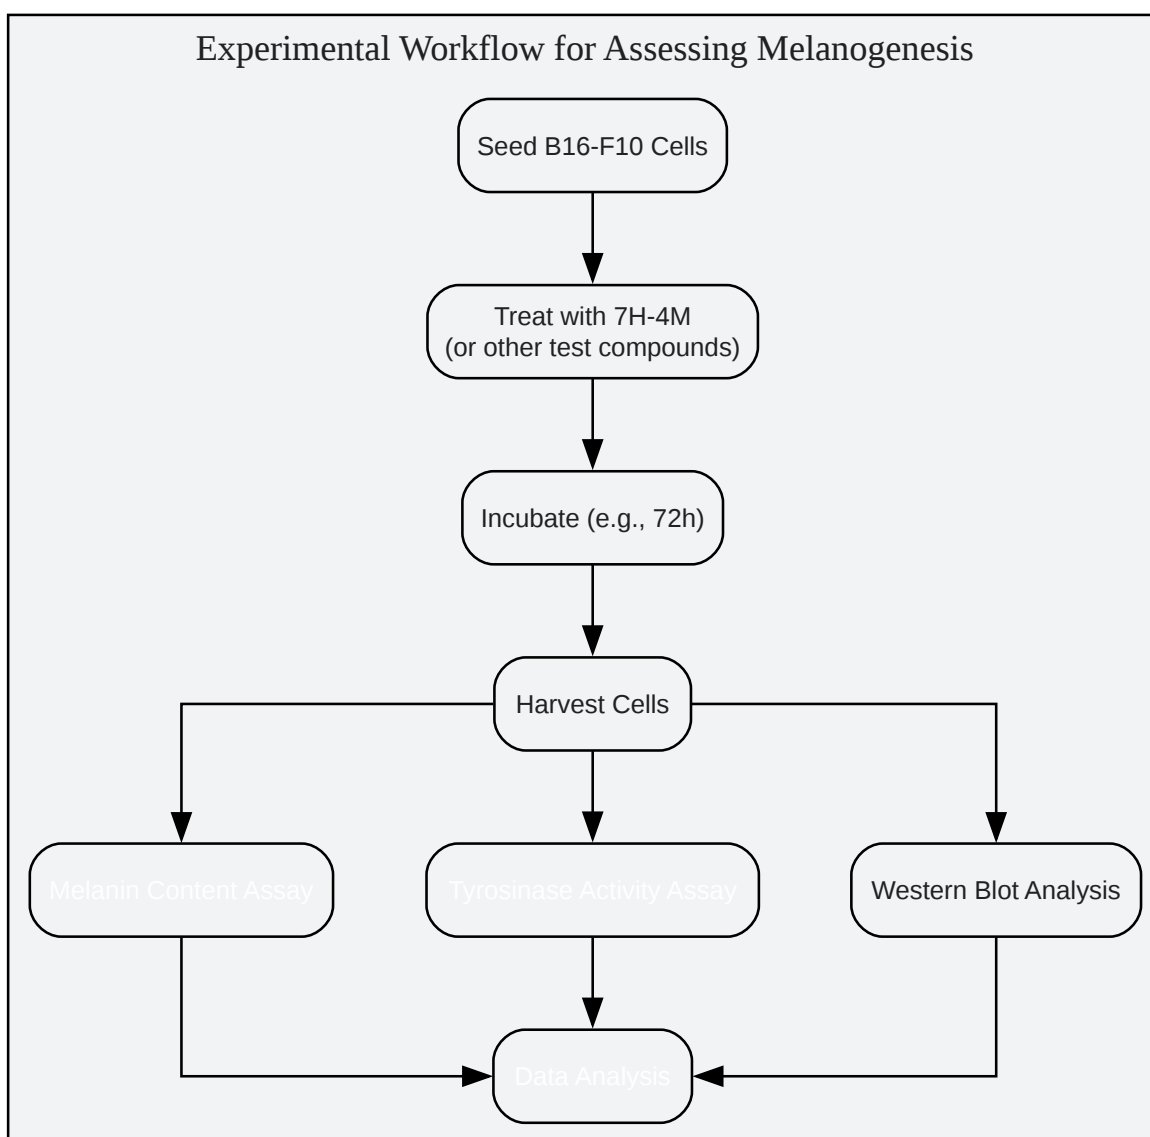 Experimental Workflow for Assessing Melanogenesis
Seed B16-F10 Cells
Treat with 7H-4M
(or other test compounds)
Incubate (e.g., 72h)
Harvest Cells
Melanin Content Assay
Tyrosinase Activity Assay
Western Blot Analysis
Data Analysis